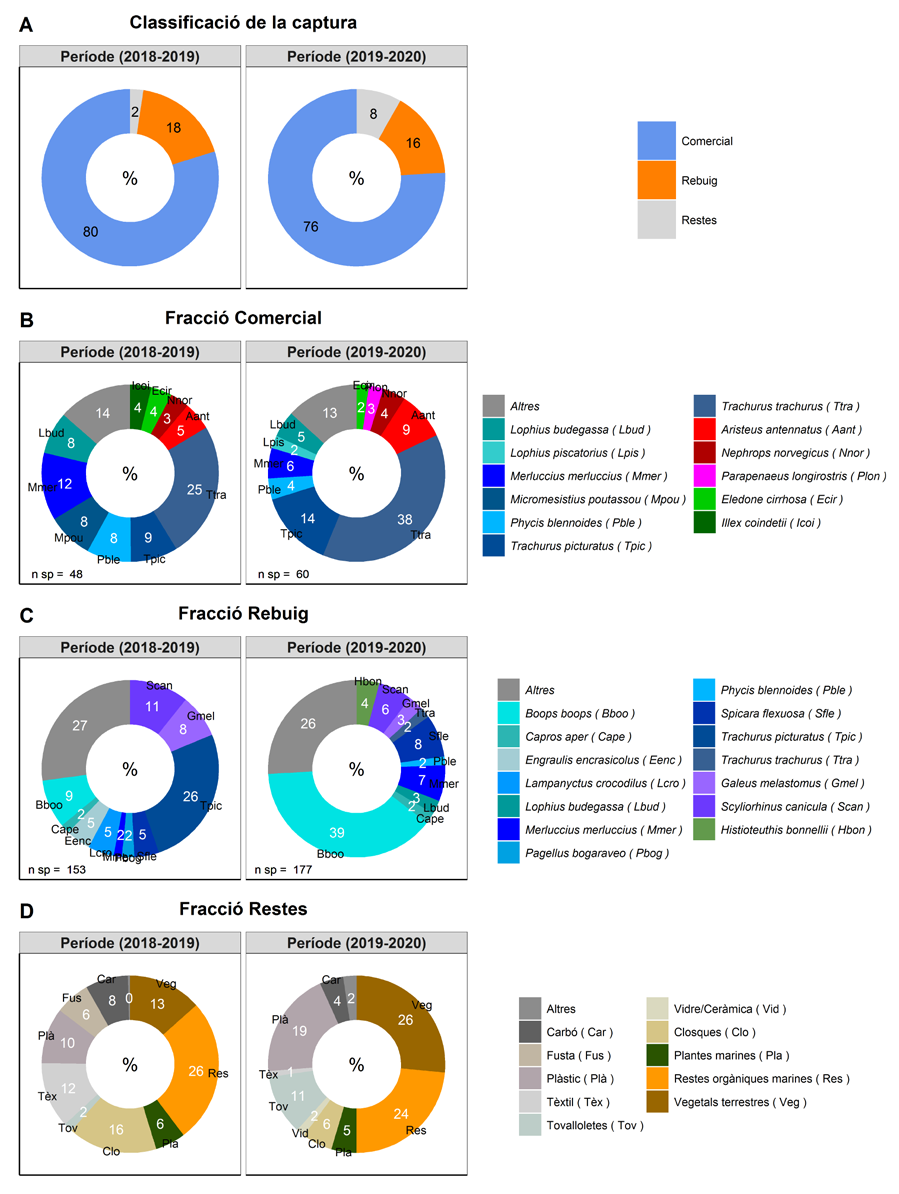 A
Classificació de la captura
Període (2018-2019)
Període (2019-2020)
2
18
80
%
8
16
76
%
Comercial
Rebuig
Restes
B
Fracció Comercial
Període (2018-2019)
Període (2019-2020)
Icoi
Ecir
Nnor
Aant
Ttra
Tpic
Pble
Mpou
Mmer
Lbud
4
4
3
5
25
9
8
8
12
8
14
%
n sp = 48
Ecir
Plon
Nnor
Aant
Ttra
Tpic
Pble
Mmer
Lpis
Lbud
2
3
4
9
38
14
4
6
2
5
13
%
n sp = 60
Altres
Lophius budegassa ( Lbud )
Lophius piscatorius ( Lpis )
Merluccius merluccius ( Mmer )
Micromesistius poutassou ( Mpou )
Phycis blennoides ( Pble )
Trachurus picturatus ( Tpic )
Trachurus trachurus ( Ttra )
Aristeus antennatus ( Aant )
Nephrops norvegicus ( Nnor )
Parapenaeus longirostris ( Plon )
Eledone cirrhosa ( Ecir )
Illex coindetii ( Icoi )
C
Fracció Rebuig
Període (2018-2019)
Període (2019-2020)
Scan
Gmel
Tpic
Sfle
Pbog
Mmer
Lcro
Eenc
Cape
Bboo
11
8
26
5
2
2
5
5
2
9
27
%
n sp = 153
Hbon
Scan
Gmel
Ttra
Sfle
Pble
Mmer
Lbud
Cape
Bboo
4
6
3
2
8
2
7
3
2
39
26
%
n sp = 177
Altres
Boops boops ( Bboo )
Capros aper ( Cape )
Engraulis encrasicolus ( Eenc )
Lampanyctus crocodilus ( Lcro )
Lophius budegassa ( Lbud )
Merluccius merluccius ( Mmer )
Pagellus bogaraveo ( Pbog )
Phycis blennoides ( Pble )
Spicara flexuosa ( Sfle )
Trachurus picturatus ( Tpic )
Trachurus trachurus ( Ttra )
Galeus melastomus ( Gmel )
Scyliorhinus canicula ( Scan )
Histioteuthis bonnellii ( Hbon )
D
Fracció Restes
Període (2018-2019)
Període (2019-2020)
Veg
Res
Pla
Clo
Tov
Tèx
Plà
Fus
Car
13
26
6
16
2
12
10
6
8
0
%
Veg
Res
Pla
Clo
Vid
Tov
Tèx
Plà
Car
26
24
5
6
2
11
1
19
4
2
%
Altres
Carbó ( Car )
Fusta ( Fus )
Plàstic ( Plà )
Tèxtil ( Tèx )
Tovalloletes ( Tov )
Vidre/Ceràmica ( Vid )
Closques ( Clo )
Plantes marines ( Pla )
Restes orgàniques marines ( Res )
Vegetals terrestres ( Veg )